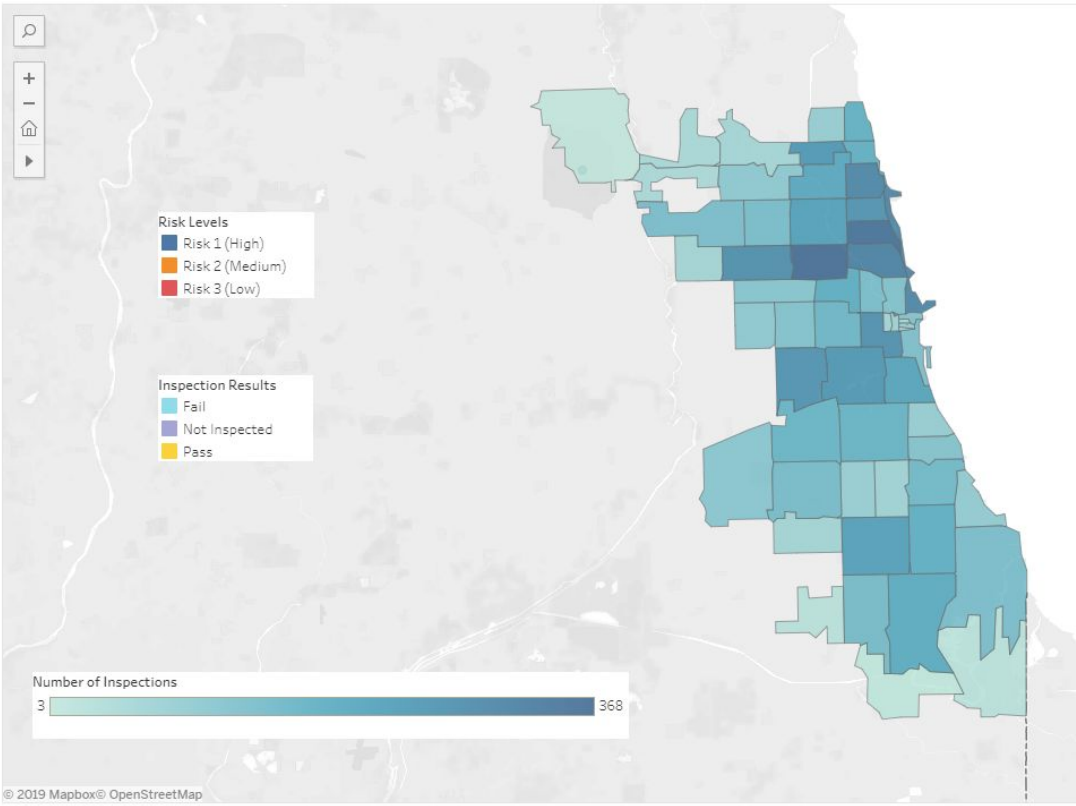 Risk Levels
Risk 1 (High)
Risk 2 (Medium)
Risk 3 (Low)
Inspection Results
Fail
Not Inspected
Pass
Number of Inspections
3 368
© 2019 Mapbox© OpenStreetMap